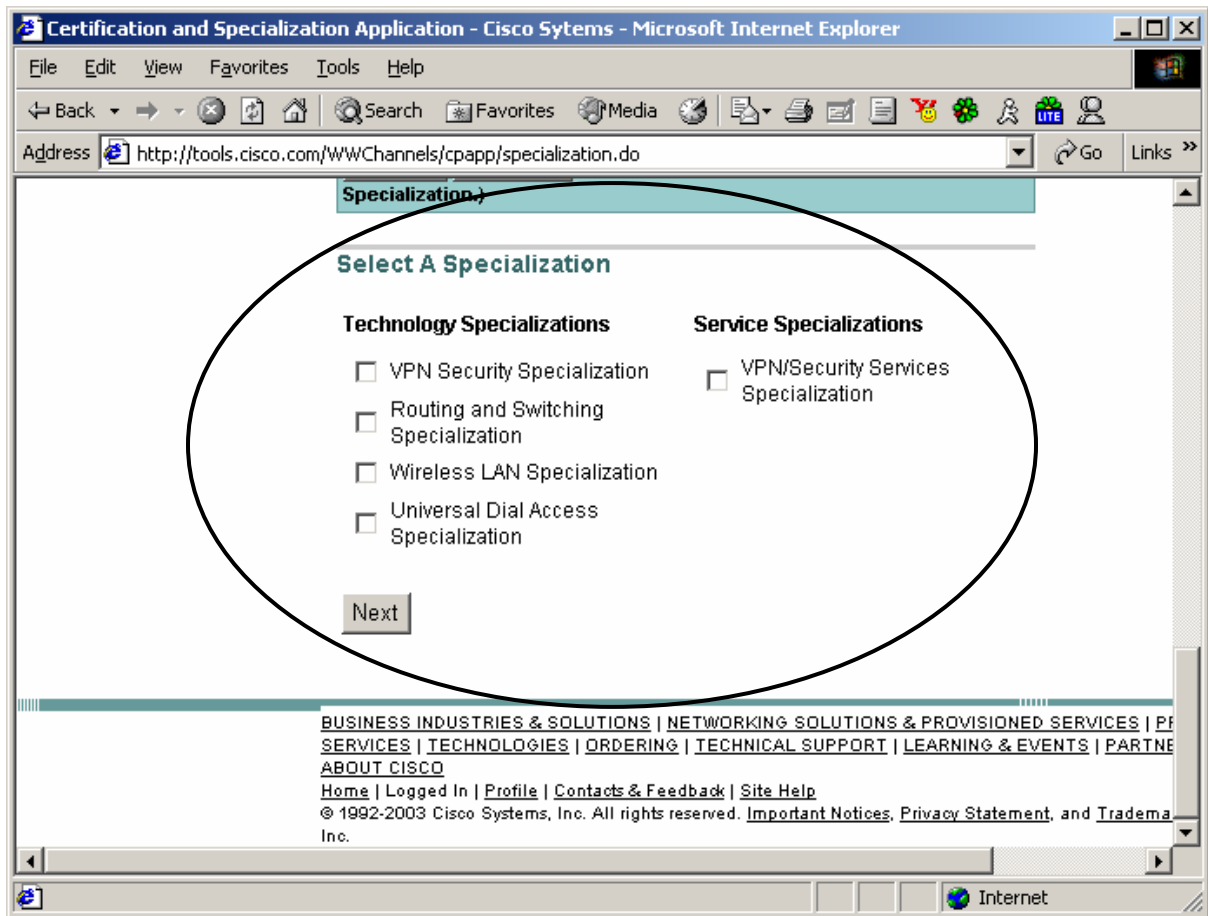 Certification and Specialization Application - Cisco Sytems - Microsoft Internet Explorer
File Edit View Favorites Tools Help
Back Search Favorites Media LITE
Address http://tools.cisco.com/WWChannels/cpapp/specialization.do Go Links »
Specialization.)
Select A Specialization
Technology Specializations
VPN Security Specialization
Routing and Switching
Specialization
Wireless LAN Specialization
Universal Dial Access
Specialization
Service Specializations
VPN/Security Services
Specialization
Next
BUSINESS INDUSTRIES & SOLUTIONS | NETWORKING SOLUTIONS & PROVISIONED SERVICES |
SERVICES | TECHNOLOGIES | ORDERING | TECHNICAL SUPPORT | LEARNING & EVENTS | PARTNE
ABOUT CISCO
Home | Logged In | Profile | Contacts & Feedback | Site Help
© 1992-2003 Cisco Systems, Inc. All rights reserved. Important Notices, Privacy Statement, and Tradema
Inc.
Internet